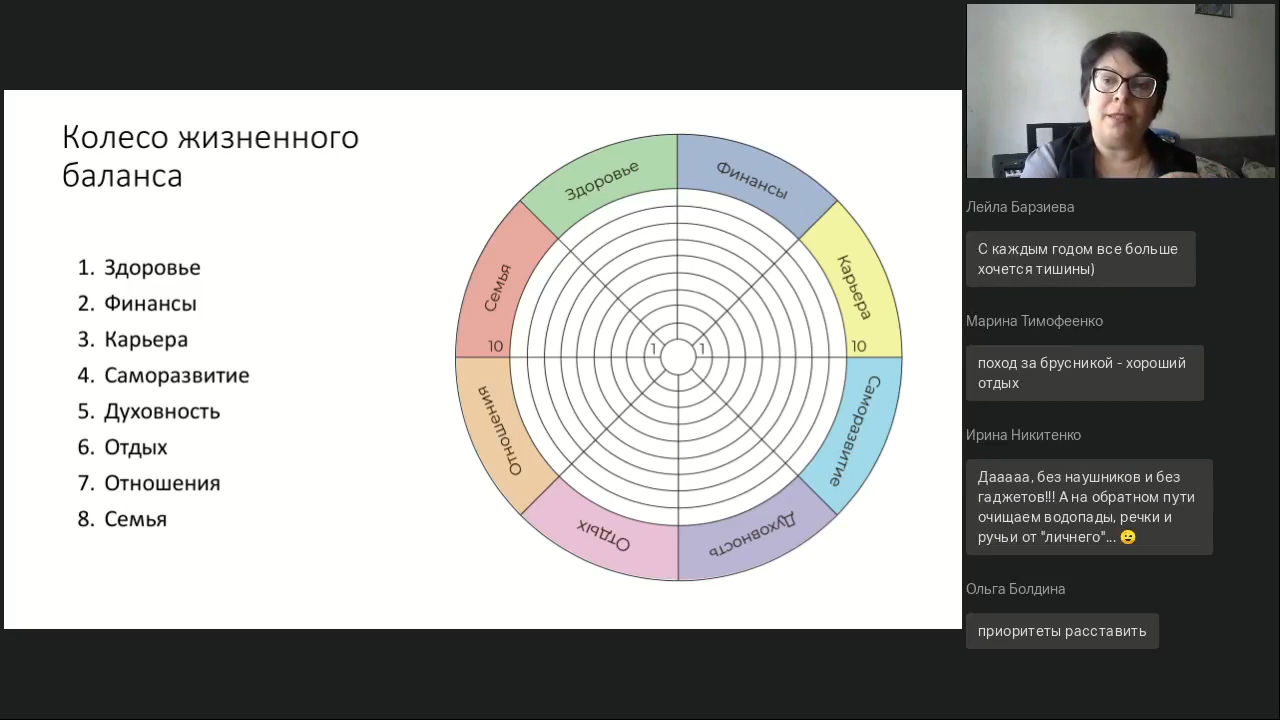 Колесо жизненного
баланса
1. Здоровье
2. Финансы
3. Карьера
4. Саморазвитие
5. Духовность
6. Отдых
7. Отношения
8. Семья
Здоровье
Финансы
Карьера
Саморазвитие
Духовность
Отдых
Отношения
Семья
10
1
1
10
Лейла Барзиева
С каждым годом все больше
хочется тишины)
Марина Тимофеенко
поход за брусникой - хороший
отдых
Ирина Никитенко
Дааааа, без наушников и без
гаджетов!!! А на обратном пути
очищаем водопады, речки и
ручьи от "личнего"... 😉
Ольга Болдина
приоритеты расставить